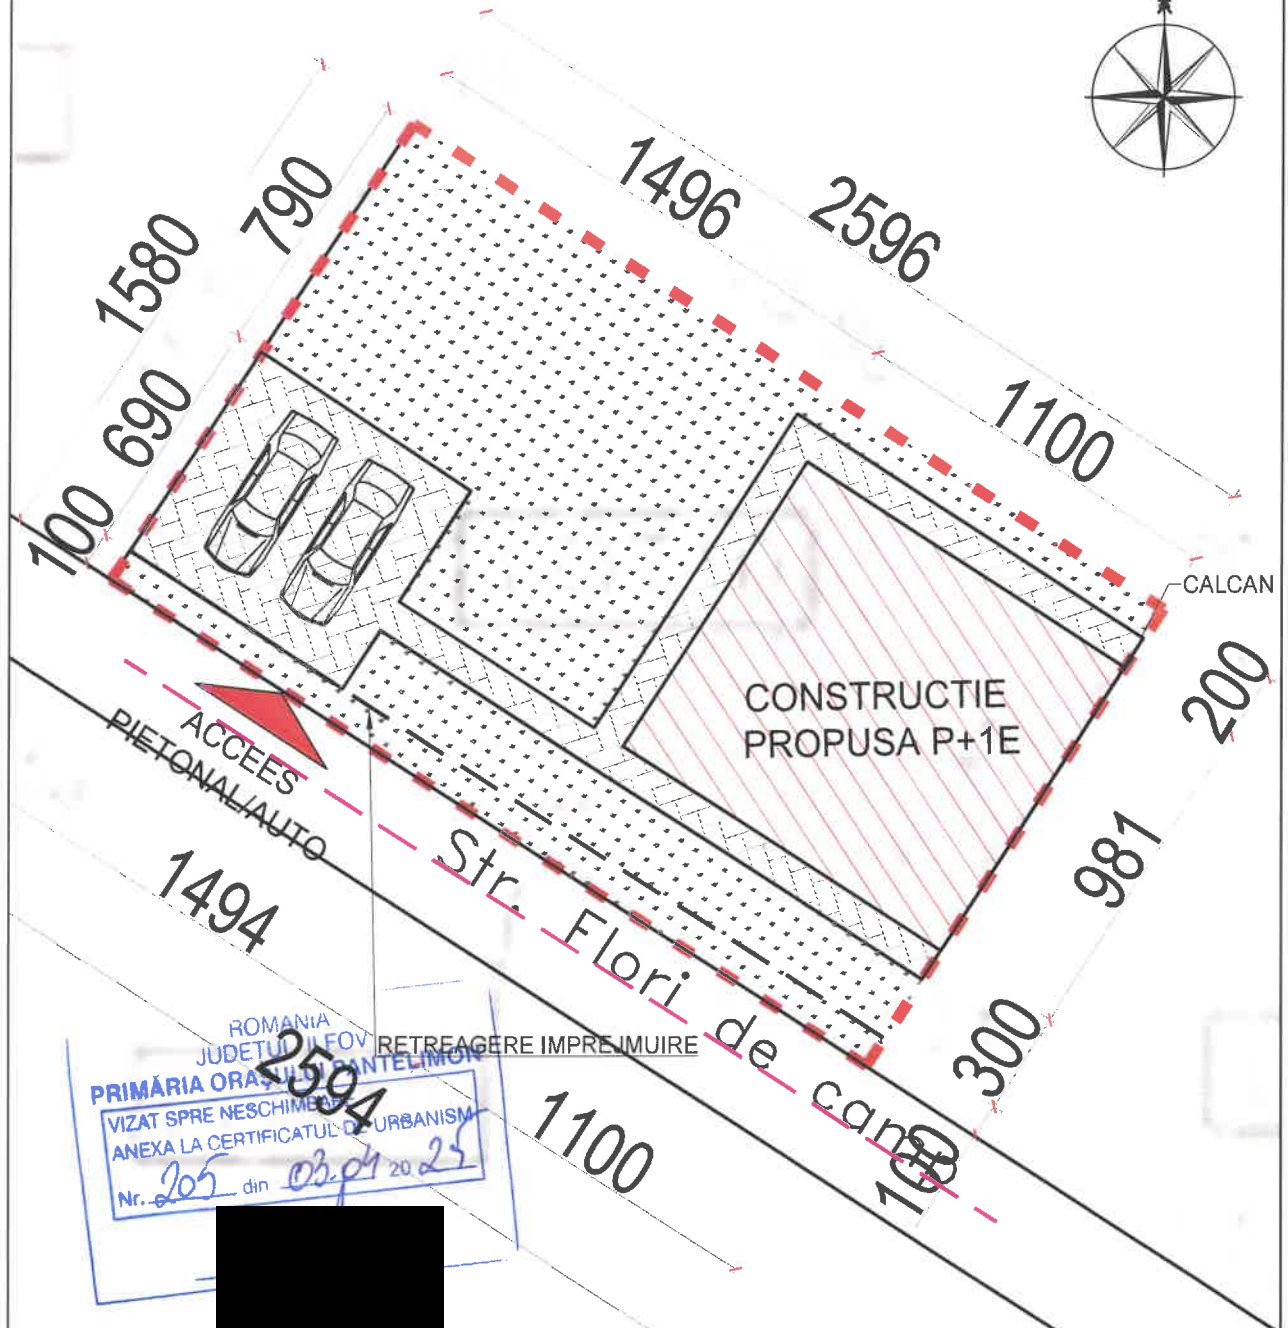 1496
2596
790
1580
1100
690
100
CALCAN
200
CONSTRUCTIE
PROPUSA P+1E
ACCEES
PIETONAL/AUTO
981
Str. Flori de camp
1494
300
RETREAGERE IMPREJMUIRE
2594
1100
100
ROMANIA
JUDETUL ILFOV
PRIMĂRIA ORAŞULUI PANTELIMON
VIZAT SPRE NESCHIMBARE
ANEXA LA CERTIFICATUL DE URBANISM
Nr. 205 din 03.04 2025